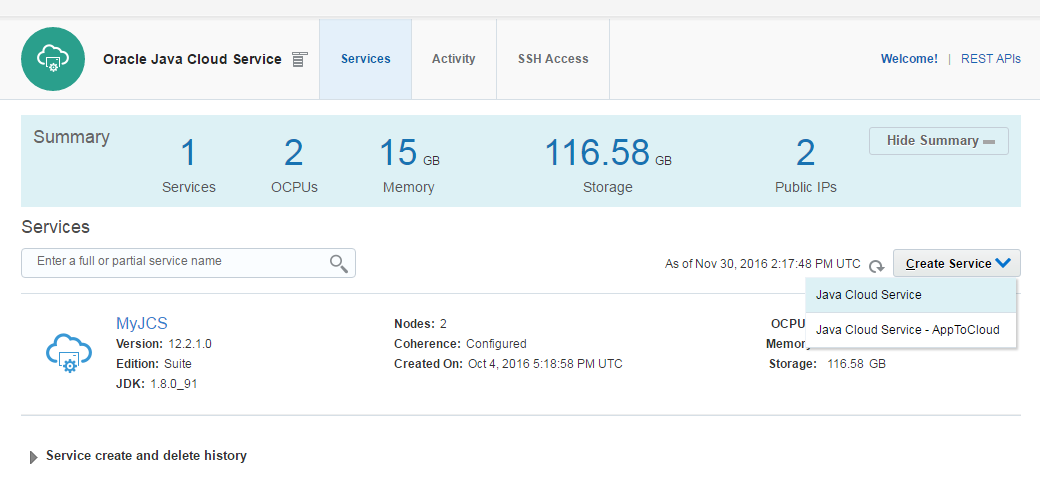 Oracle Java Cloud Service
Services
Activity
SSH Access
Welcome! | REST APIs
Summary
1
Services
2
OCPUs
15 GB
Memory
116.58 GB
Storage
2
Public IPs
Hide Summary
Services
Enter a full or partial service name
As of Nov 30, 2016 2:17:48 PM UTC
Create Service
Java Cloud Service
Java Cloud Service - AppToCloud
MyJCS
Version: 12.2.1.0
Edition: Suite
JDK: 1.8.0_91
Nodes: 2
Coherence: Configured
Created On: Oct 4, 2016 5:18:58 PM UTC
OCPU
Memory
Storage: 116.58 GB
Service create and delete history